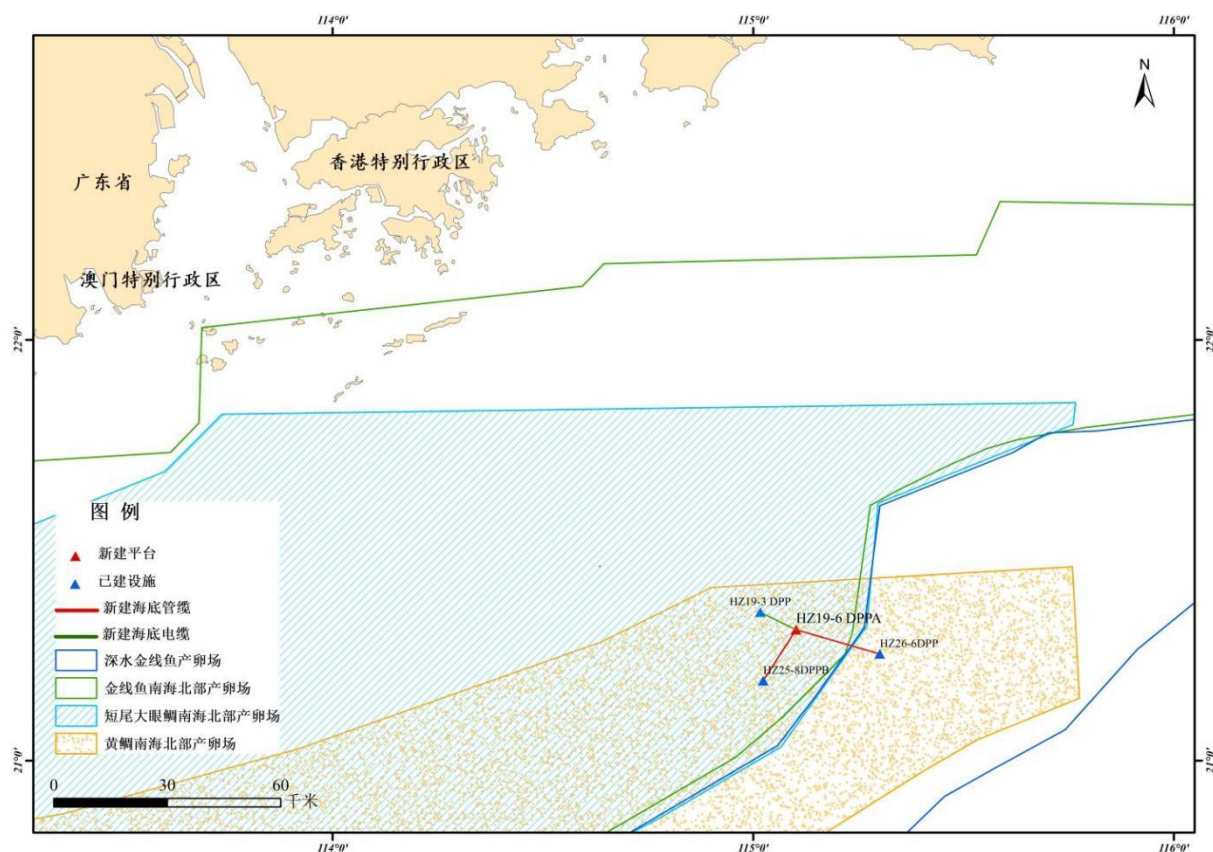 114°0'
115°0'
116°0'
N
香港特别行政区
广东省
澳门特别行政区
22°0'
22°0'
图 例
新建平台
已建设施
新建海底管缆
新建海底电缆
深水金线鱼产卵场
金线鱼南海北部产卵场
短尾大眼鲷南海北部产卵场
黄鲷南海北部产卵场
HZ19-3 DPP
HZ19-6 DPPA
HZ26-6DPP
HZ25-8DPPB
21°0'
21°0'
0
30
60
千米
114°0'
115°0'
116°0'